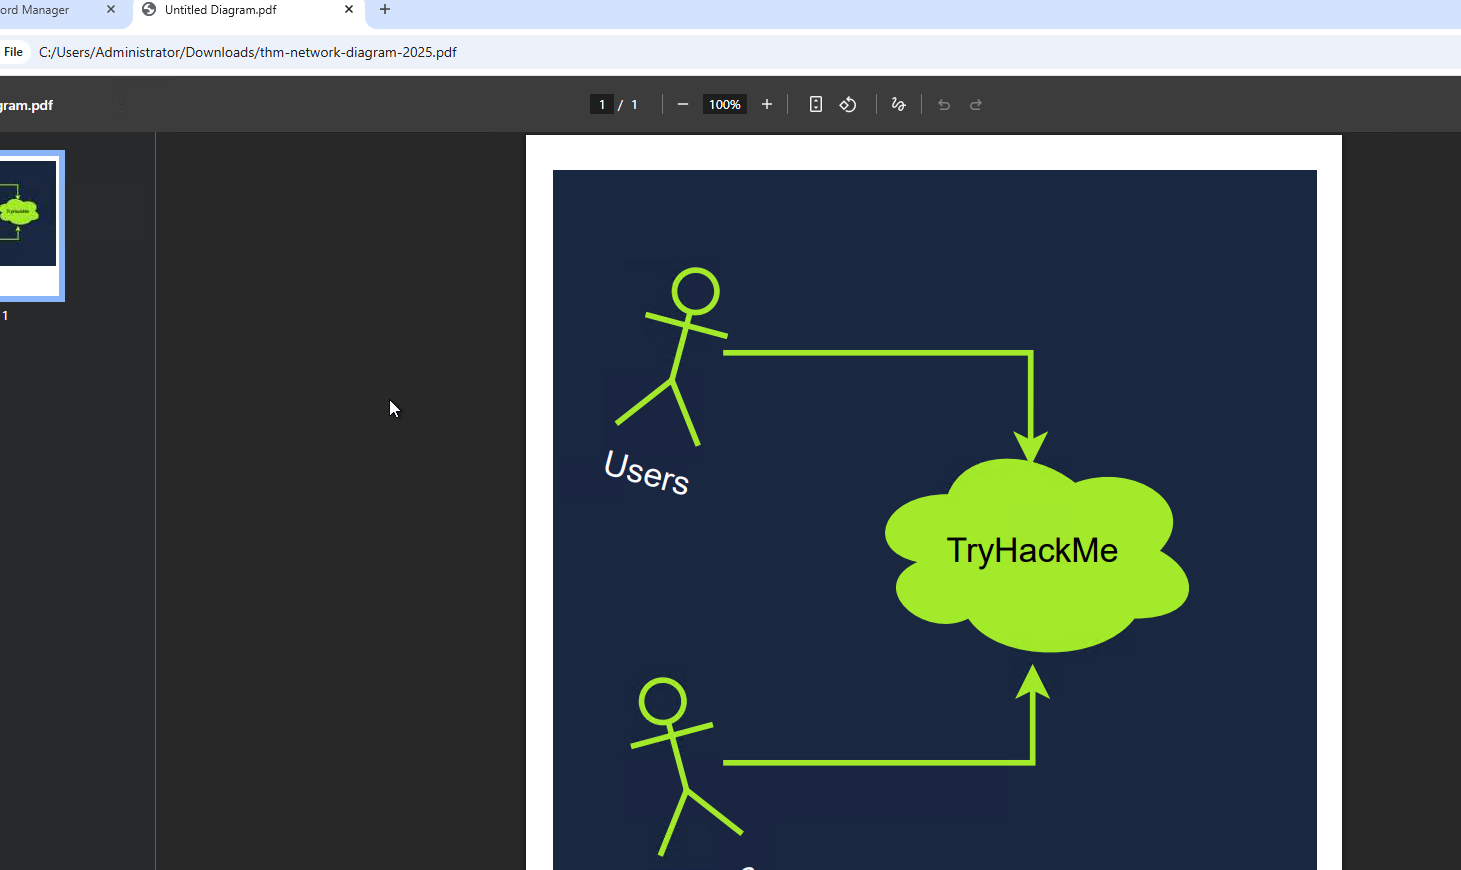 ord Manager
Untitled Diagram.pdf
File C:/Users/Administrator/Downloads/thm-network-diagram-2025.pdf
gram.pdf
1 / 1
100%
TryHackMe
1
Users
TryHackMe